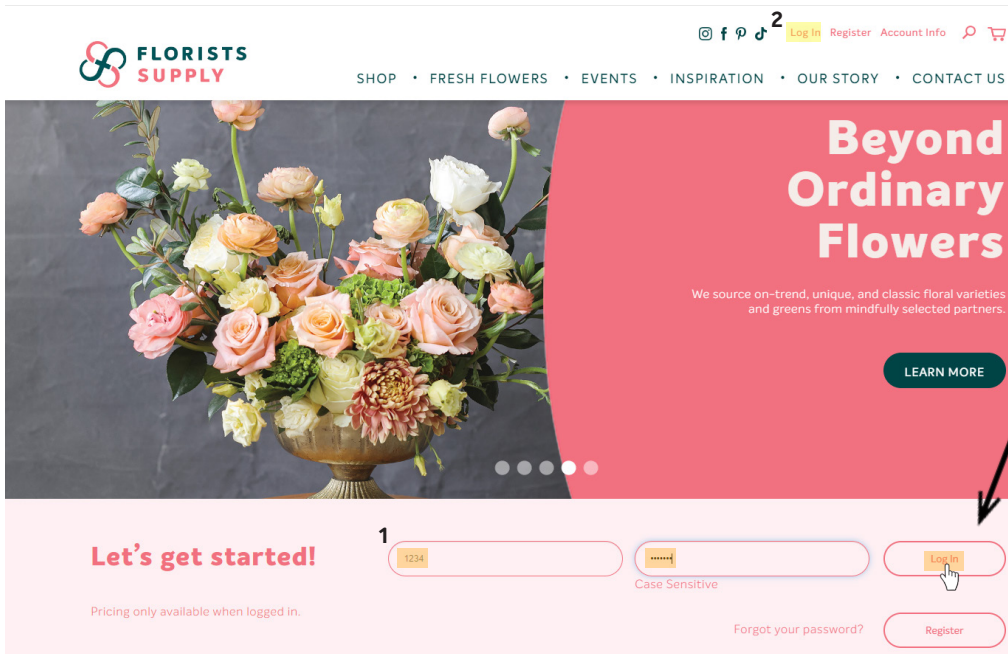 2
Log In Register Account Info
FLORISTS
SUPPLY
SHOP • FRESH FLOWERS • EVENTS • INSPIRATION • OUR STORY • CONTACT US
Beyond
Ordinary
Flowers
We source on-trend, unique, and classic floral varieties
and greens from mindfully selected partners.
LEARN MORE
1
Let's get started!
1234
•••••••
Log In
Case Sensitive
Pricing only available when logged in.
Forgot your password?
Register